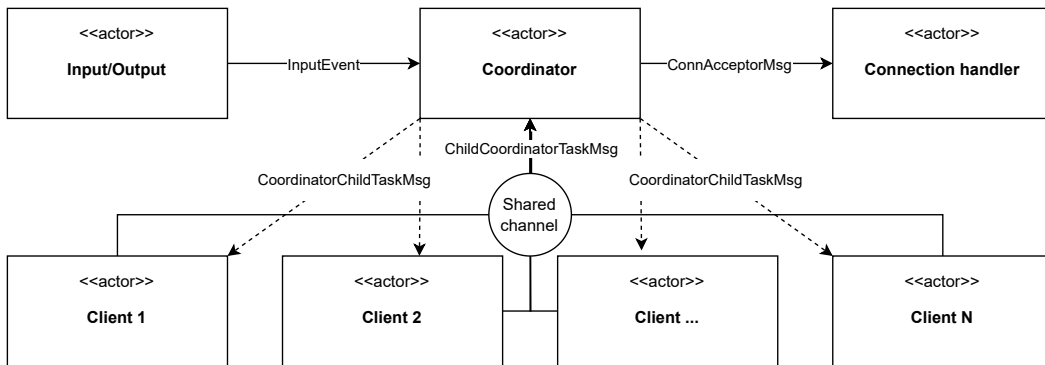 <<actor>>
Input/Output
InputEvent
<<actor>>
Coordinator
ConnAcceptorMsg
<<actor>>
Connection handler
ChildCoordinatorTaskMsg
CoordinatorChildTaskMsg
CoordinatorChildTaskMsg
Shared
channel
<<actor>>
Client 1
<<actor>>
Client 2
<<actor>>
Client ...
<<actor>>
Client N